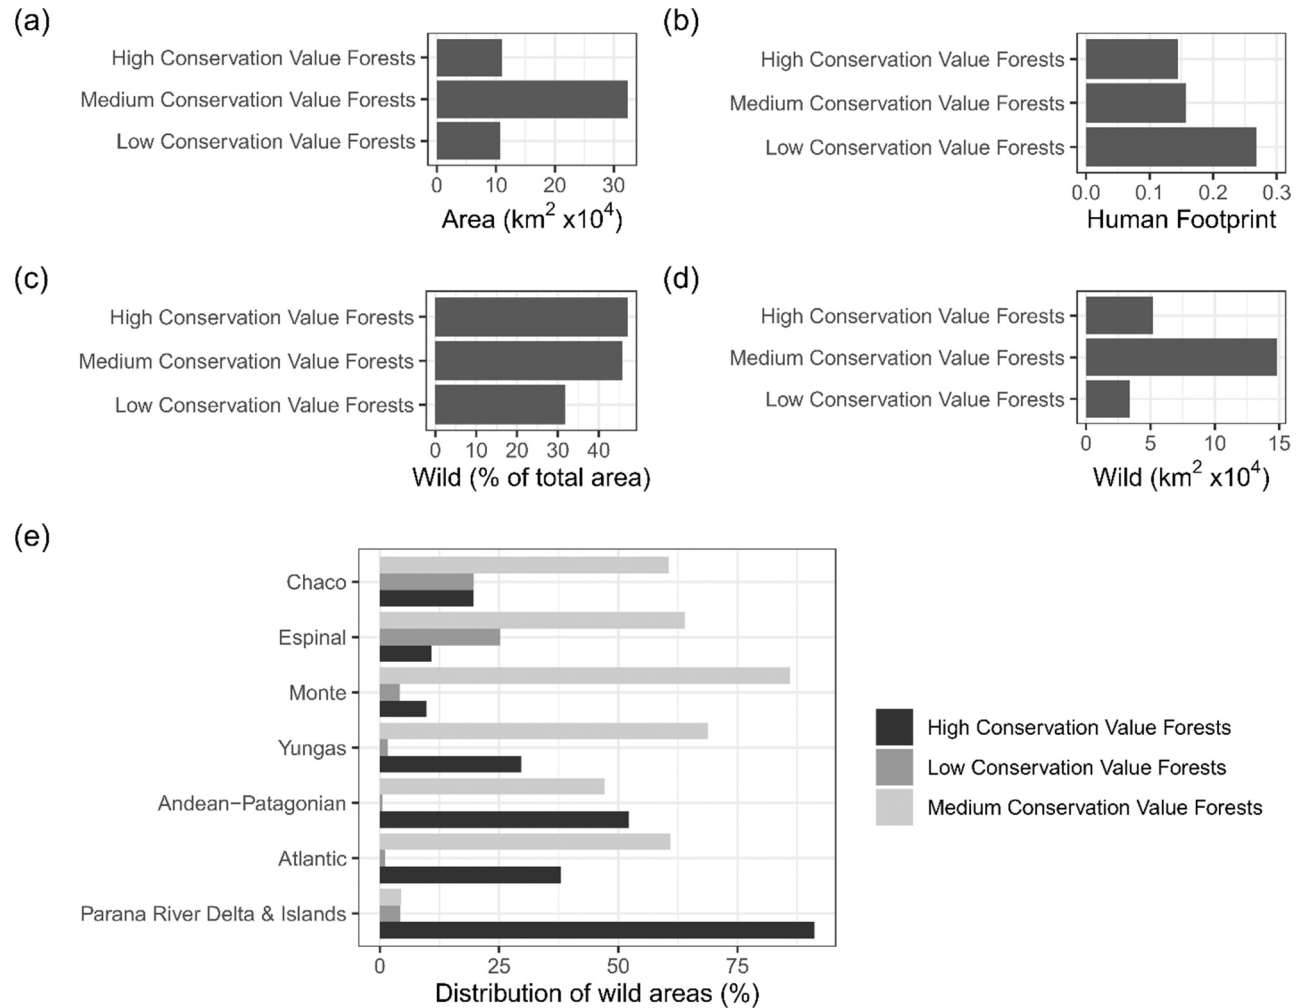 (a)
High Conservation Value Forests
Medium Conservation Value Forests
Low Conservation Value Forests
0 10 20 30
Area (km² x10⁴)
(b)
High Conservation Value Forests
Medium Conservation Value Forests
Low Conservation Value Forests
0.0 0.1 0.2 0.3
Human Footprint
(c)
High Conservation Value Forests
Medium Conservation Value Forests
Low Conservation Value Forests
0 10 20 30 40
Wild (% of total area)
(d)
High Conservation Value Forests
Medium Conservation Value Forests
Low Conservation Value Forests
0 5 10 15
Wild (km² x10⁴)
(e)
Chaco
Espinal
Monte
Yungas
Andean−Patagonian
Atlantic
Parana River Delta & Islands
0 25 50 75
Distribution of wild areas (%)
High Conservation Value Forests
Low Conservation Value Forests
Medium Conservation Value Forests